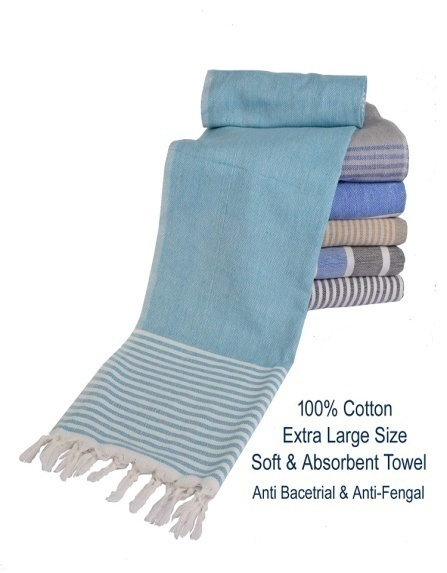 100% Cotton
Extra Large Size
Soft & Absorbent Towel
Anti Bacetrial & Anti-Fengal